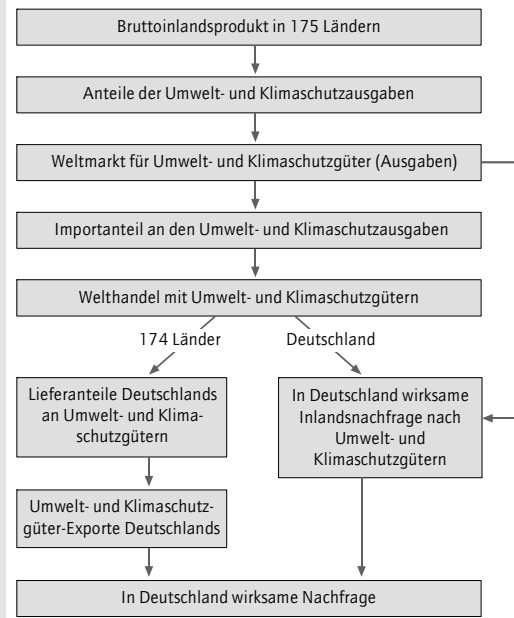 Bruttoinlandsprodukt in 175 Ländern
Anteile der Umwelt- und Klimaschutzausgaben
Weltmarkt für Umwelt- und Klimaschutzgüter (Ausgaben)
Importanteil an den Umwelt- und Klimaschutzausgaben
Welthandel mit Umwelt- und Klimaschutzgütern
174 Länder
Deutschland
Lieferanteile Deutschlands
an Umwelt- und Klima-
schutzgütern
In Deutschland wirksame
Inlandsnachfrage nach
Umwelt- und
Klimaschutzgütern
Umwelt- und Klimaschutz-
güter-Exporte Deutschlands
In Deutschland wirksame Nachfrage